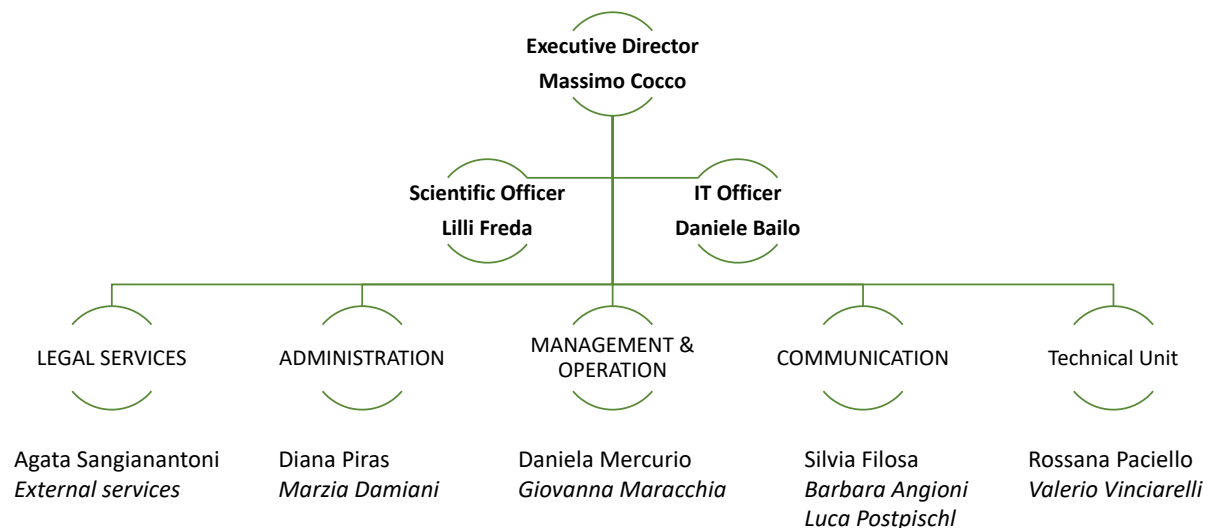 Executive Director
Massimo Cocco
Scientific Officer
Lilli Freda
IT Officer
Daniele Bailo
LEGAL SERVICES
ADMINISTRATION
MANAGEMENT &
OPERATION
COMMUNICATION
Technical Unit
Agata Sangianantoni
External services
Diana Piras
Marzia Damiani
Daniela Mercurio
Giovanna Maracchia
Silvia Filosa
Barbara Angioni
Luca Postpischl
Rossana Paciello
Valerio Vinciarelli